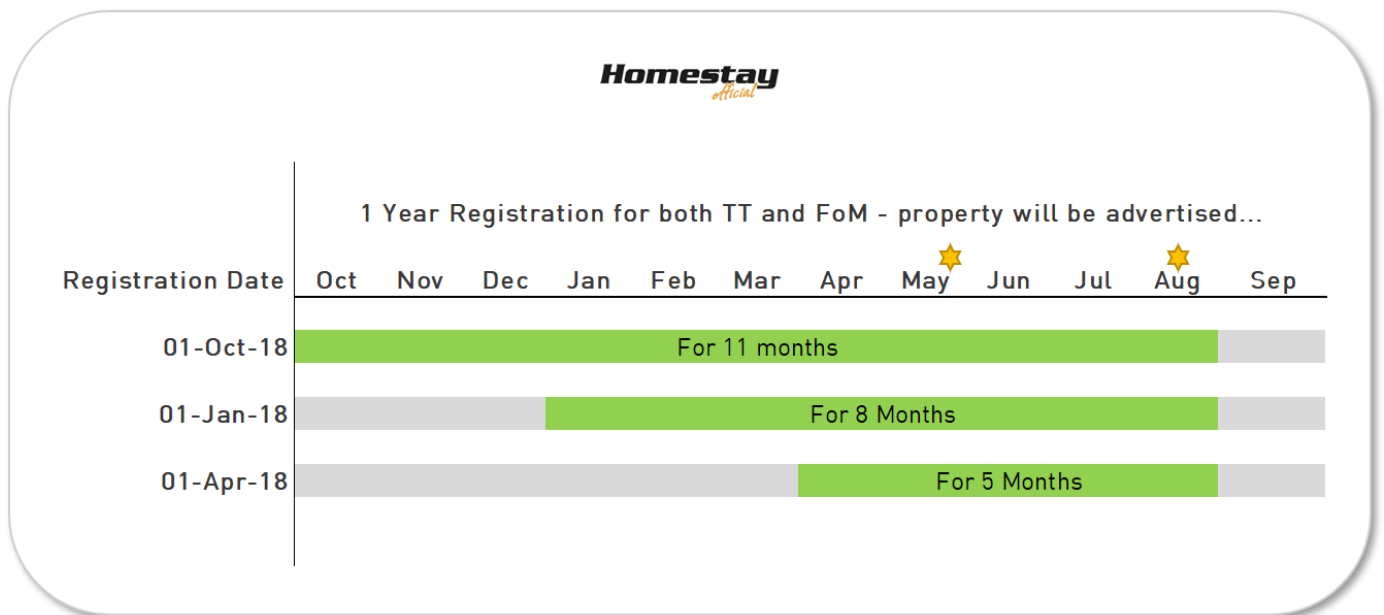 Homestay
official
1 Year Registration for both TT and FoM - property will be advertised...
Registration Date Oct Nov Dec Jan Feb Mar Apr May Jun Jul Aug Sep
01-Oct-18 For 11 months
01-Jan-18 For 8 Months
01-Apr-18 For 5 Months